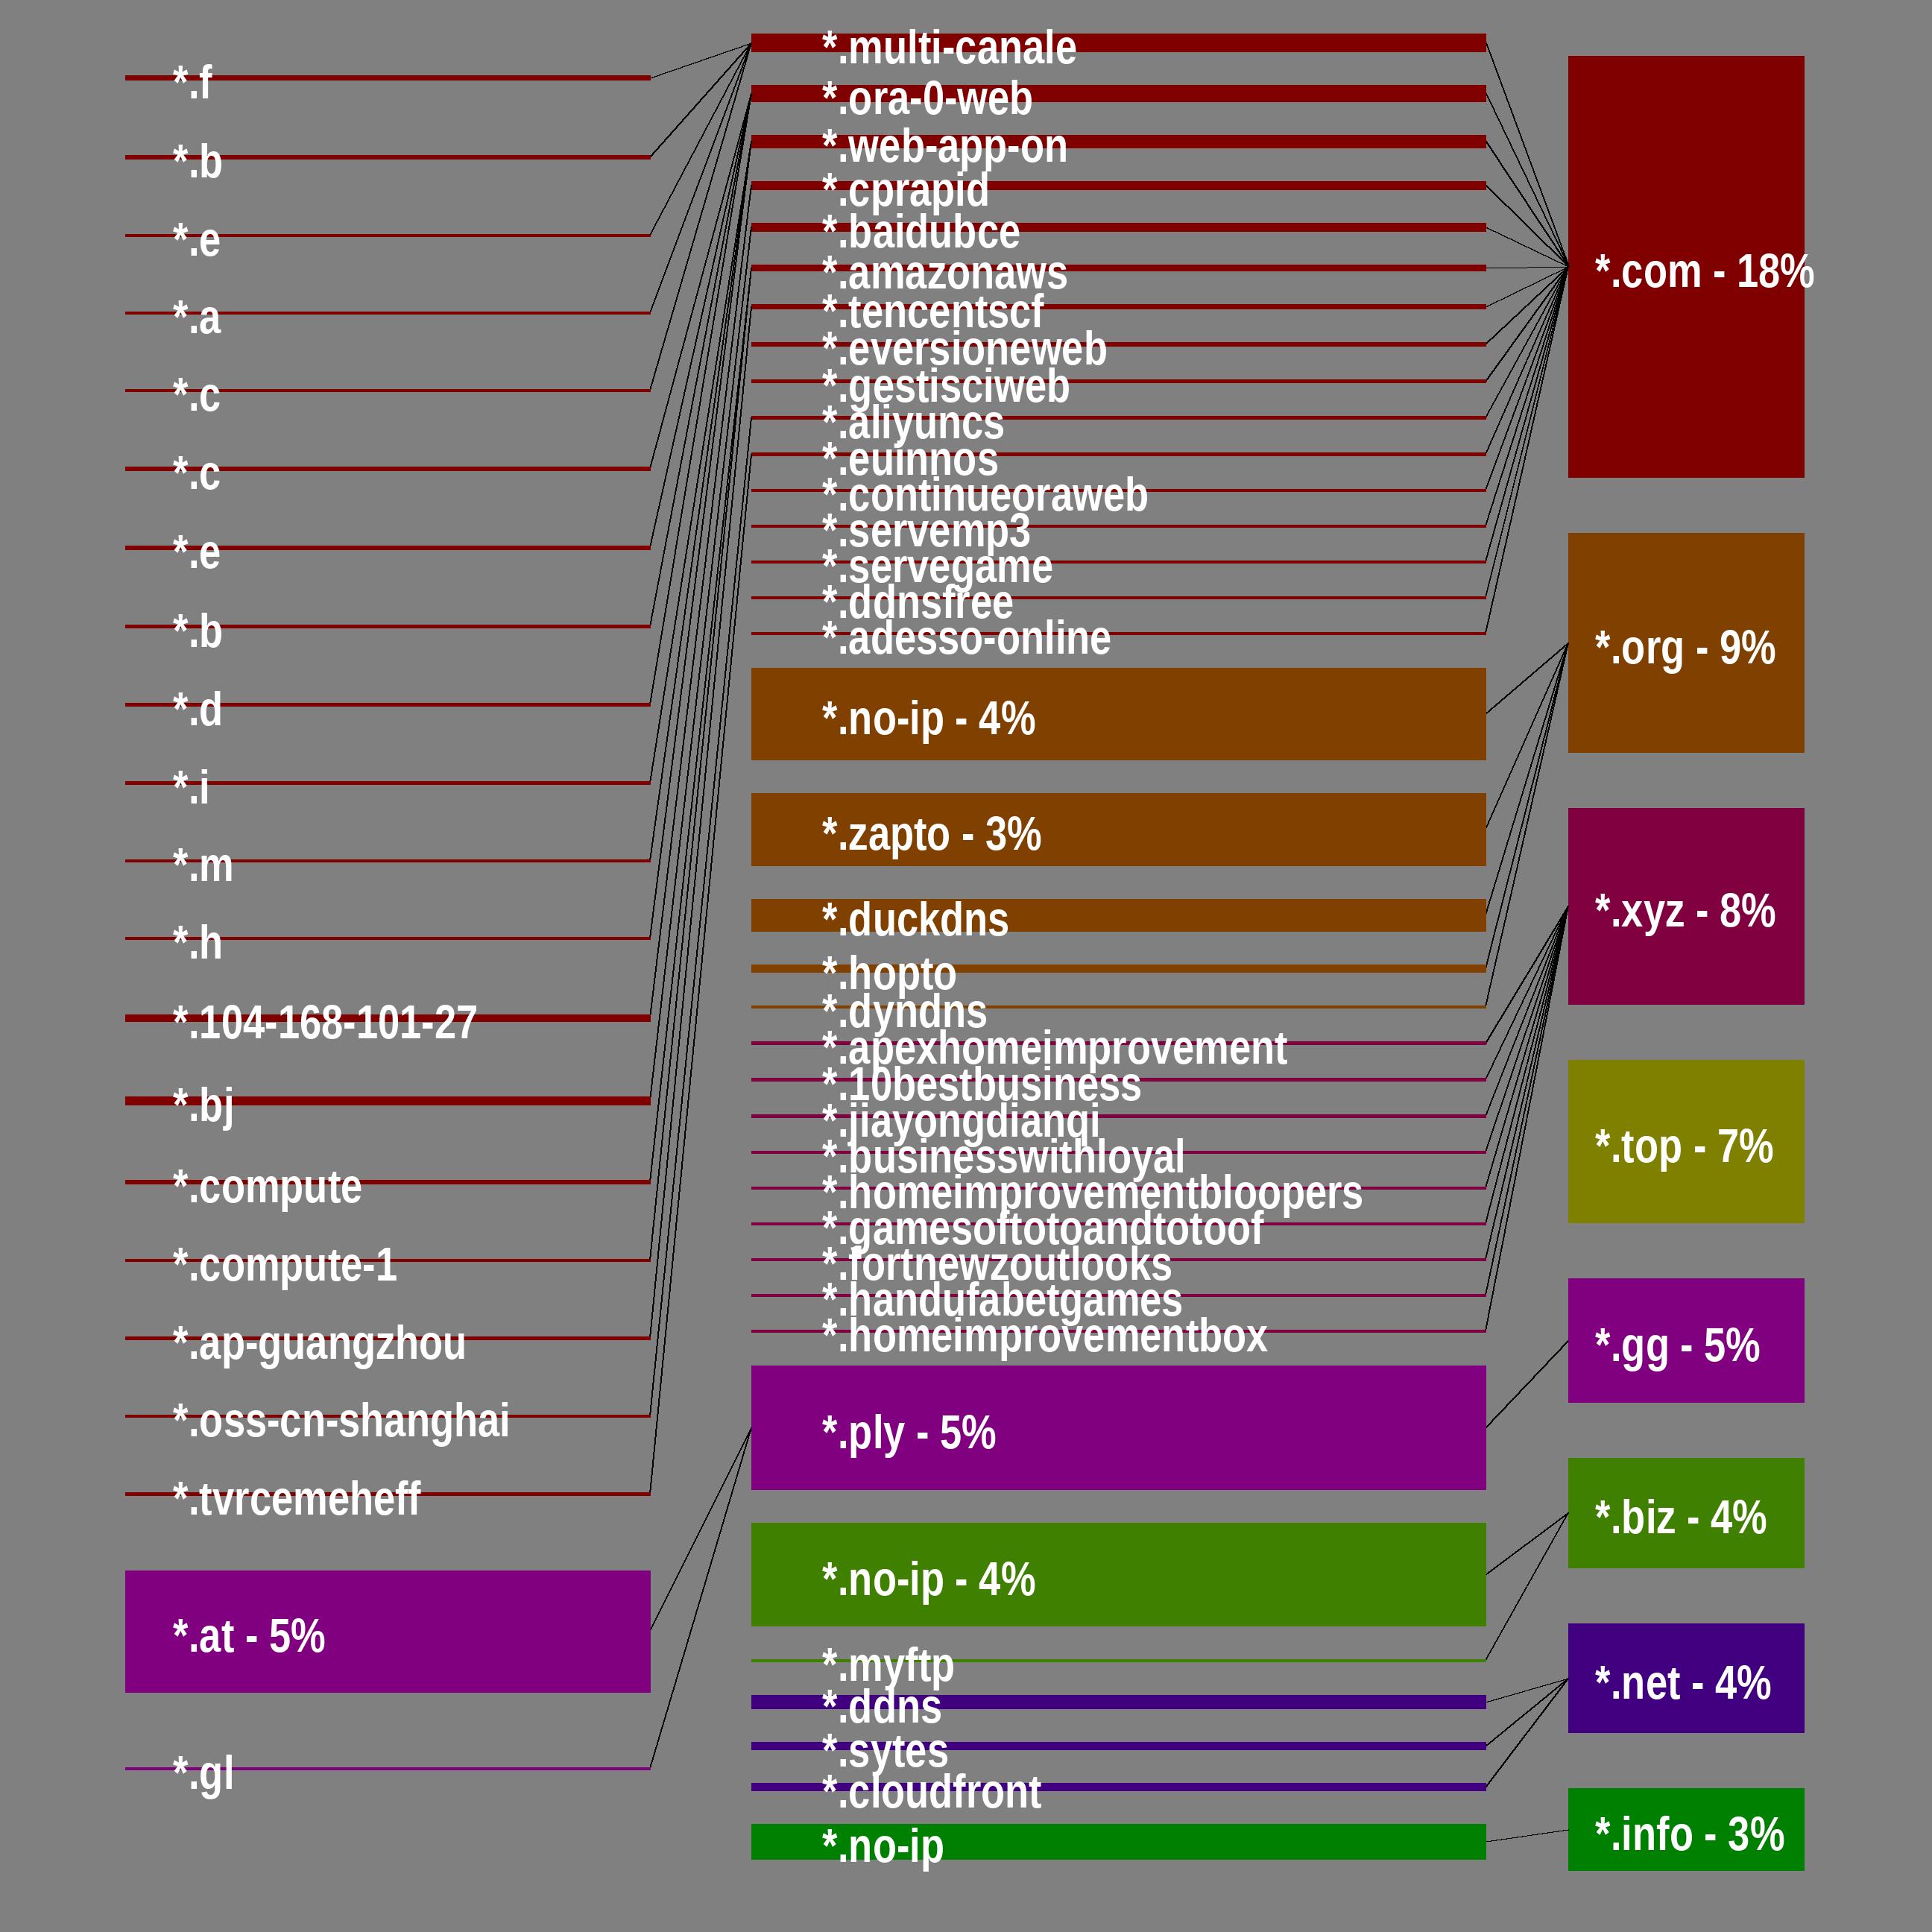 *.f
*.b
*.e
*.a
*.c
*.c
*.e
*.b
*.d
*.i
*.m
*.h
*.104-168-101-27
*.bj
*.compute
*.compute-1
*.ap-guangzhou
*.oss-cn-shanghai
*.tvrcemeheff
*.at - 5%
*.gl
*.multi-canale
*.ora-0-web
*.web-app-on
*.cprapid
*.baidubce
*.amazonaws
*.tencentscf
*.eversioneweb
*.gestisciweb
*.aliyuncs
*.euinnos
*.continueoraweb
*.servemp3
*.servegame
*.ddnsfree
*.adesso-online
*.no-ip - 4%
*.zapto - 3%
*.duckdns
*.hopto
*.dyndns
*.apexhomeimprovement
*.10bestbusiness
*.jiayongdianqi
*.businesswithloyal
*.homeimprovementbloopers
*.gamesoftotoandtotoof
*.fortnewzoutlooks
*.handufabetgames
*.homeimprovementbox
*.ply - 5%
*.no-ip - 4%
*.myftp
*.ddns
*.sytes
*.cloudfront
*.no-ip
*.com - 18%
*.org - 9%
*.xyz - 8%
*.top - 7%
*.gg - 5%
*.biz - 4%
*.net - 4%
*.info - 3%